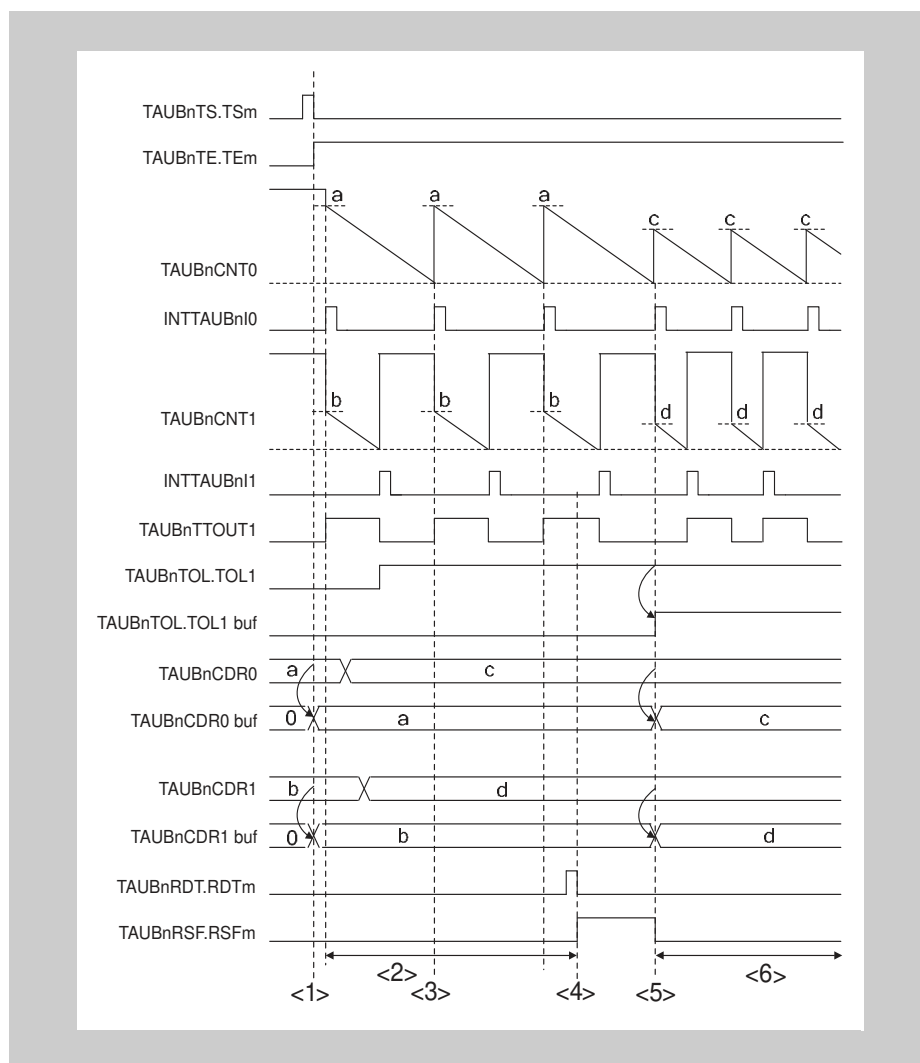 TAUBnTS.TSm
TAUBnTE.TEm
a a a
c c c
TAUBnCNT0
INTTAUBnI0
b b b
d d d
TAUBnCNT1
INTTAUBnI1
TAUBnTTOUT1
TAUBnTOL.TOL1
TAUBnTOL.TOL1 buf
TAUBnCDR0 a c
TAUBnCDR0 buf 0 a c
TAUBnCDR1 b d
TAUBnCDR1 buf 0 b d
TAUBnRDT.RDTm
TAUBnRSF.RSFm
<2> <6>
<1> <3> <4> <5>